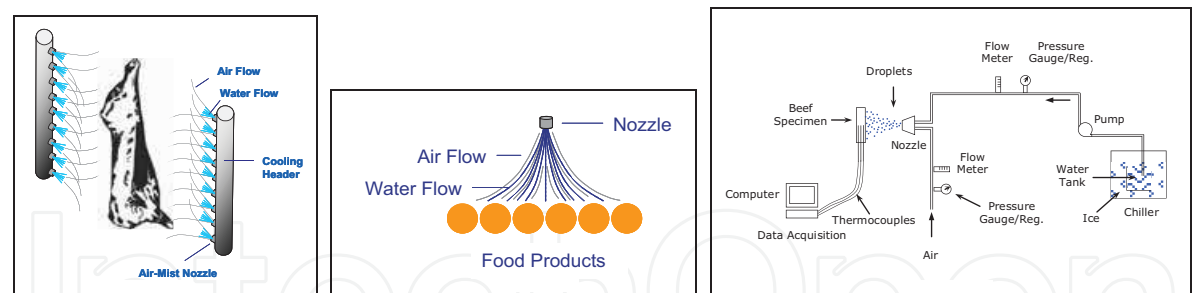 Air Flow
Water Flow
Cooling
Header
Air-Mist Nozzle
Nozzle
Air Flow
Water Flow
Food Products
Flow
Meter
Pressure
Gauge/Reg.
Droplets
Beef
Specimen
Nozzle
Pump
Flow
Meter
Water
Tank
Computer
Thermocouples
Pressure
Gauge/Reg.
Ice
Chiller
Data Acquisition
Air
InTechOpen